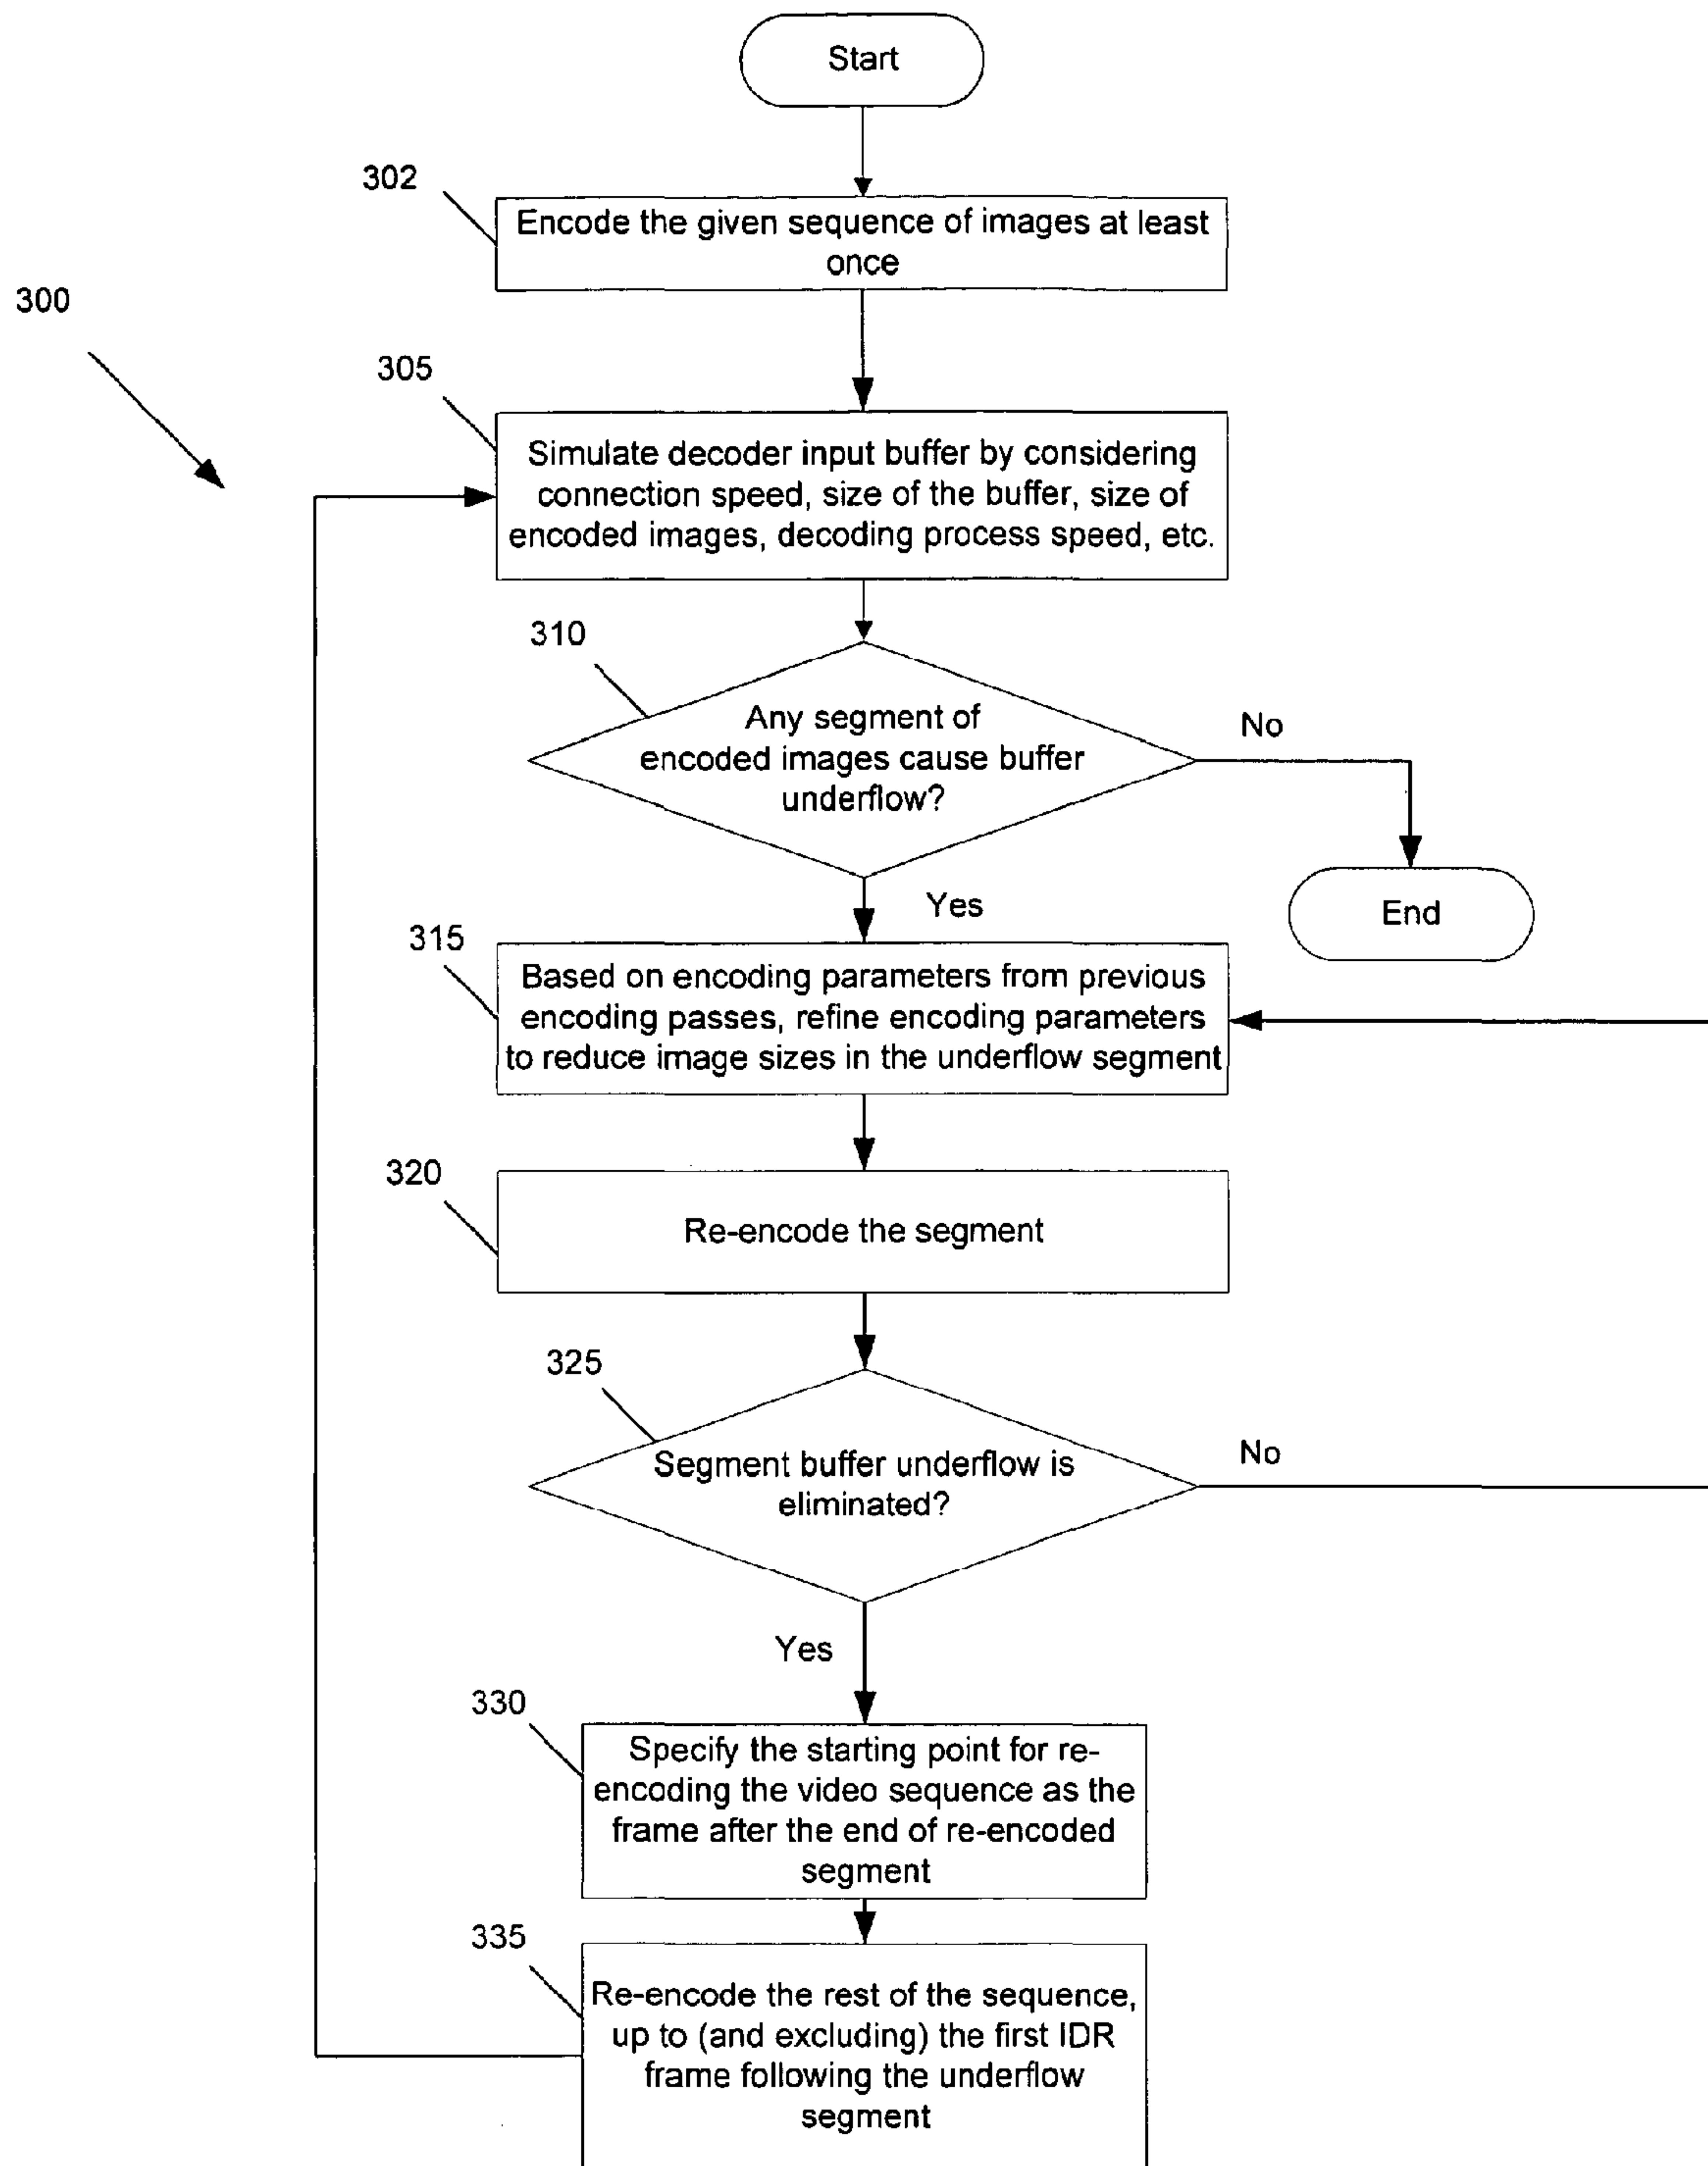 Start
302
Encode the given sequence of images at least
once
300
305
Simulate decoder input buffer by considering
connection speed, size of the buffer, size of
encoded images, decoding process speed, etc.
310
Any segment of
encoded images cause buffer
underflow?
No
End
Yes
315
Based on encoding parameters from previous
encoding passes, refine encoding parameters
to reduce image sizes in the underflow segment
320
Re-encode the segment
325
Segment buffer underflow is
eliminated?
No
Yes
330
Specify the starting point for re-
encoding the video sequence as the
frame after the end of re-encoded
segment
335
Re-encode the rest of the sequence,
up to (and excluding) the first IDR
frame following the underflow
segment